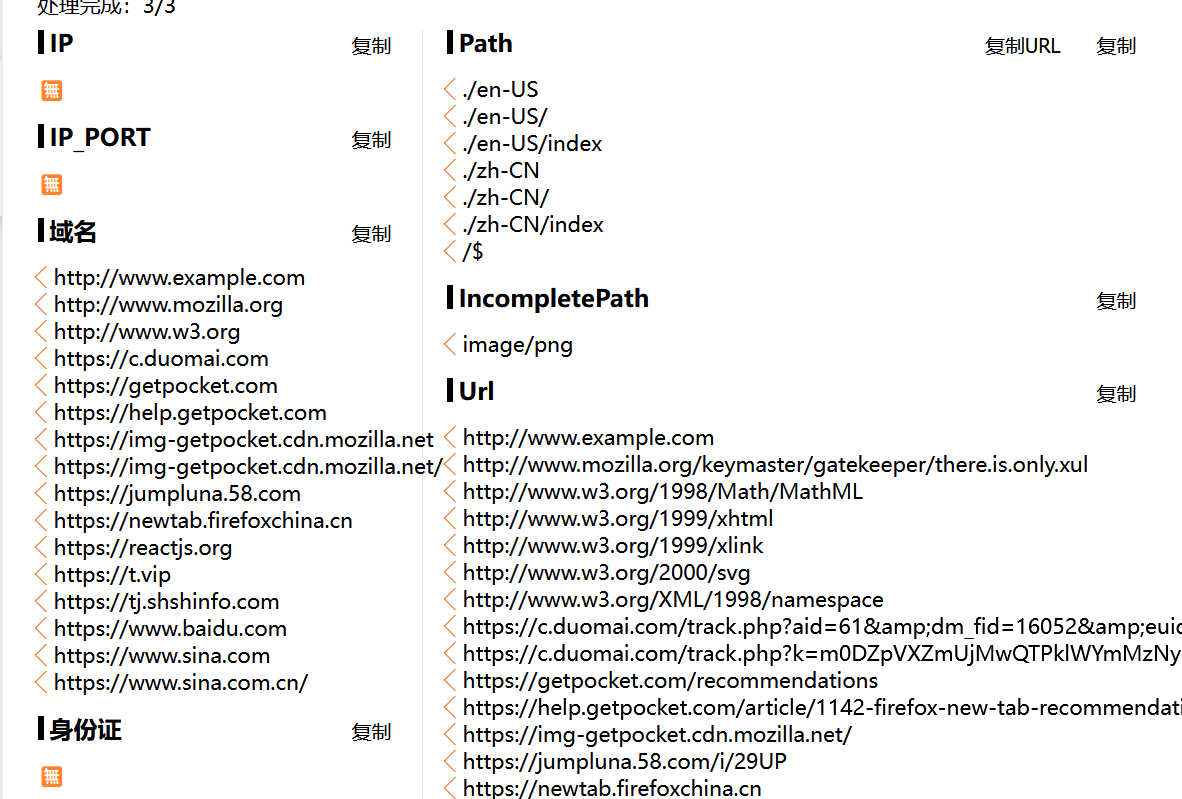 处理完成：3/3
IP
复制
無
IP_PORT
复制
無
域名
复制
http://www.example.com
http://www.mozilla.org
http://www.w3.org
https://c.duomai.com
https://getpocket.com
https://help.getpocket.com
https://img-getpocket.cdn.mozilla.net
https://img-getpocket.cdn.mozilla.net/
https://jumpluna.58.com
https://newtab.firefoxchina.cn
https://reactjs.org
https://t.vip
https://tj.shshinfo.com
https://www.baidu.com
https://www.sina.com
https://www.sina.com.cn/
身份证
复制
無
Path
复制URL 复制
./en-US
./en-US/
./en-US/index
./zh-CN
./zh-CN/
./zh-CN/index
/$
IncompletePath
复制
image/png
Url
复制
http://www.example.com
http://www.mozilla.org/keymaster/gatekeeper/there.is.only.xul
http://www.w3.org/1998/Math/MathML
http://www.w3.org/1999/xhtml
http://www.w3.org/1999/xlink
http://www.w3.org/2000/svg
http://www.w3.org/XML/1998/namespace
https://c.duomai.com/track.php?aid=61&amp;dm_fid=16052&amp;euid
https://c.duomai.com/track.php?k=m0DZpVXZmUjMwQTPklWYmMzNy
https://getpocket.com/recommendations
https://help.getpocket.com/article/1142-firefox-new-tab-recommendati
https://img-getpocket.cdn.mozilla.net/
https://jumpluna.58.com/i/29UP
https://newtab.firefoxchina.cn